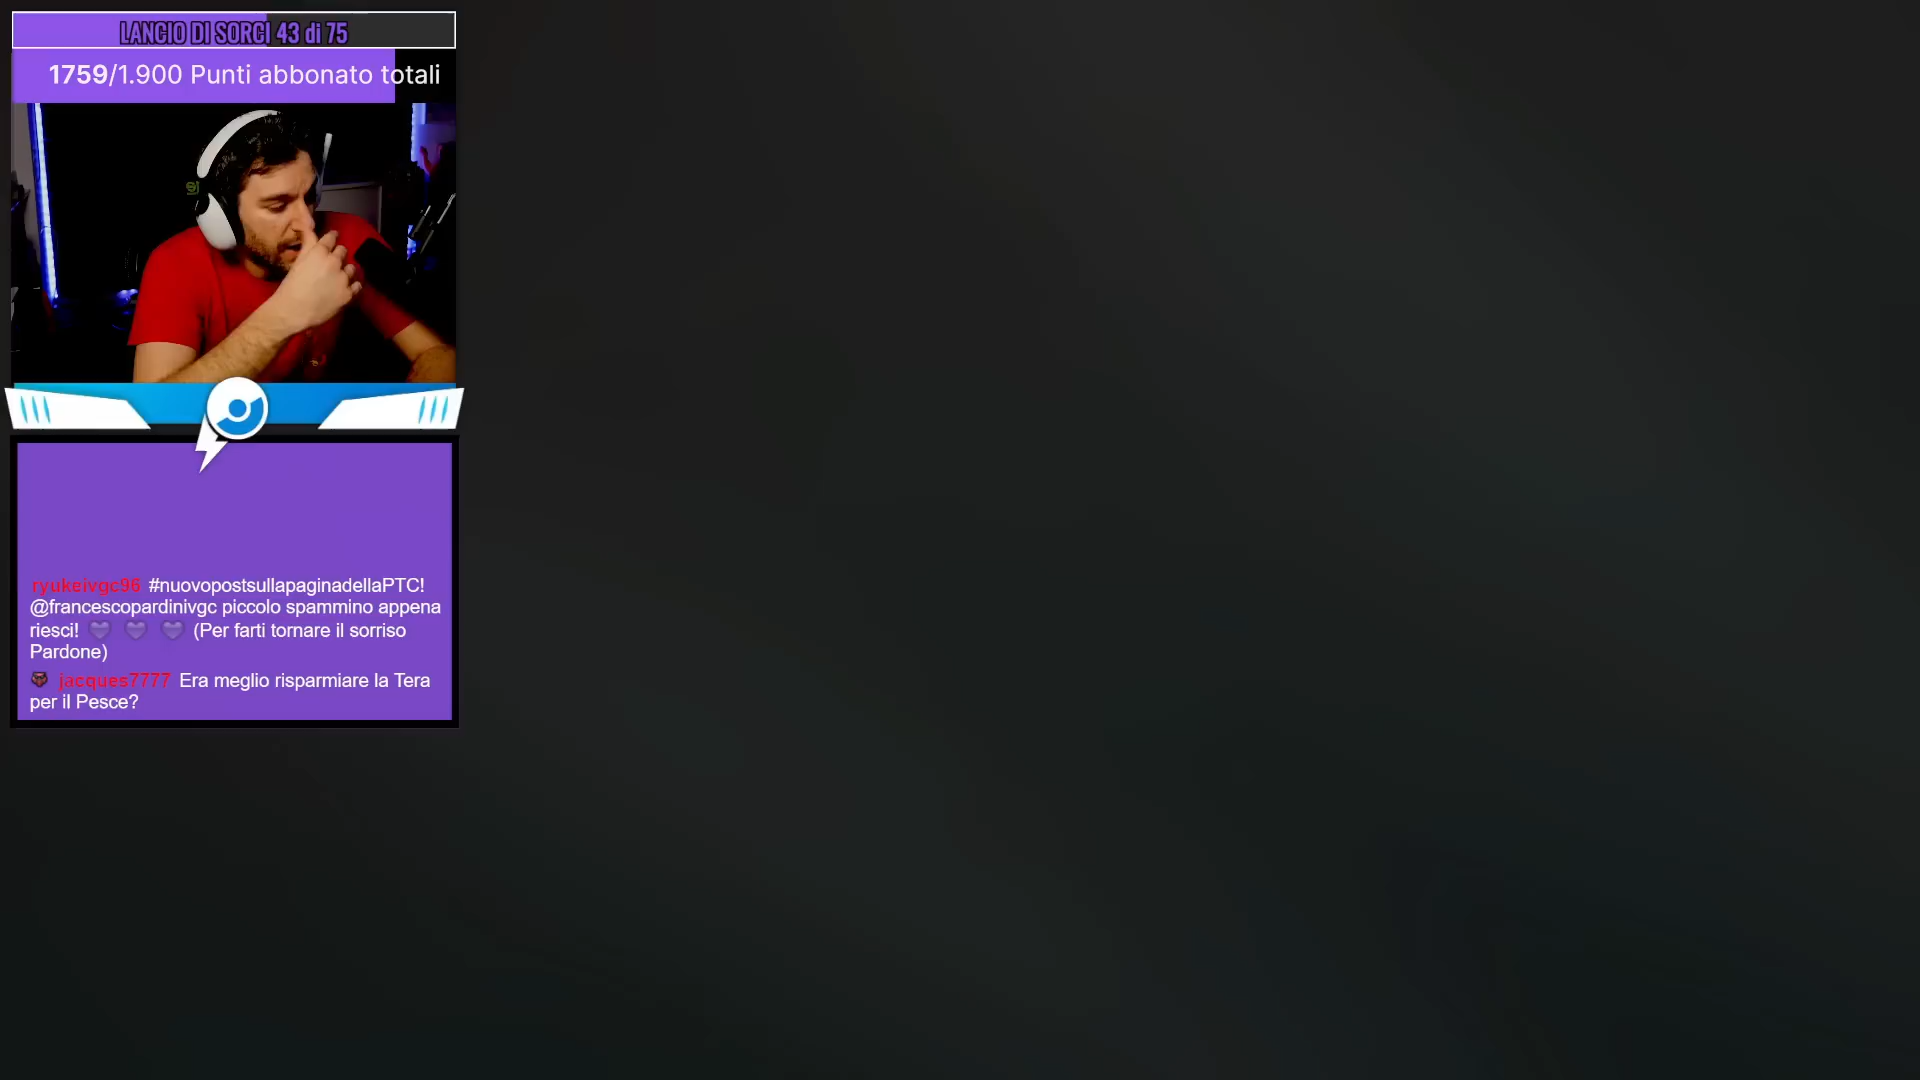 LANCIO DI SORCI 43 di 75
1759/1.900 Punti abbonato totali
ryukeivgc96 #nuovopostsullapaginadellaPTC!
@francescopardinivgc piccolo spammino appena
riesci! 💜 💜 💜 (Per farti tornare il sorriso
Pardone)
jacques7777 Era meglio risparmiare la Tera
per il Pesce?